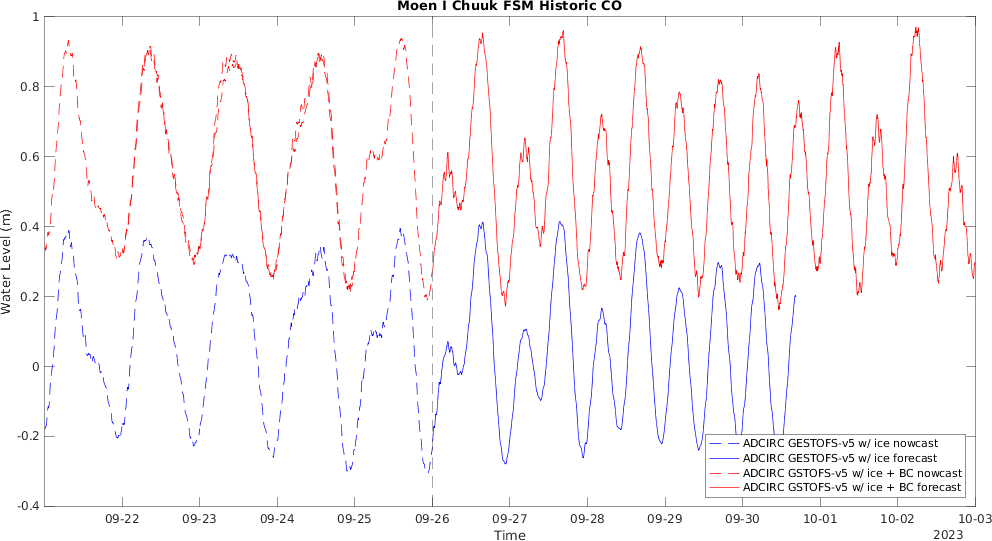 Moen I Chuuk FSM Historic CO
1
0.8
0.6
0.4
0.2
0
-0.2
-0.4
Water Level (m)
ADCIRC GESTOFS-v5 w/ ice nowcast
ADCIRC GESTOFS-v5 w/ ice forecast
ADCIRC GSTOFS-v5 w/ ice + BC nowcast
ADCIRC GSTOFS-v5 w/ ice + BC forecast
09-22 09-23 09-24 09-25 09-26 09-27 09-28 09-29 09-30 10-01 10-02 10-03
Time
2023